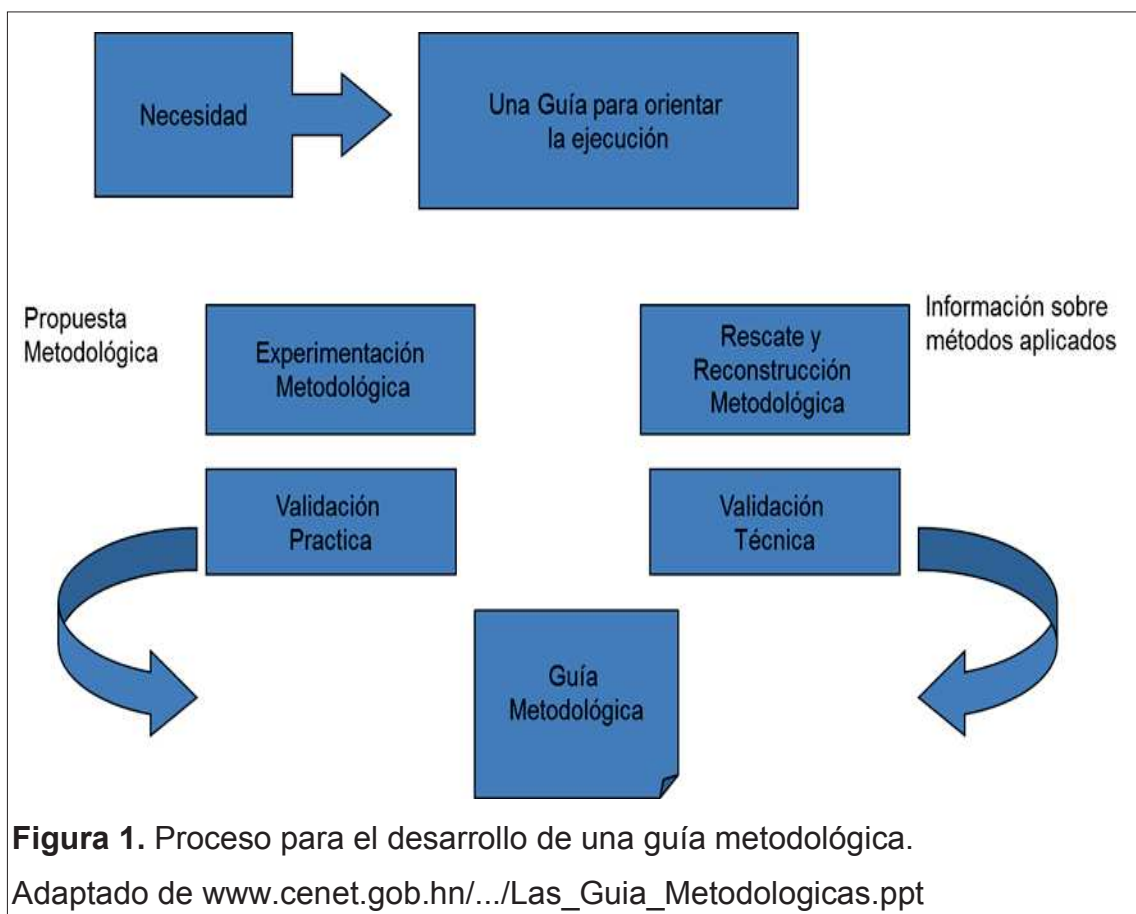 Necesidad
Una Guía para orientar
la ejecución
Propuesta
Metodológica
Experimentación
Metodológica
Rescate y
Reconstrucción
Metodológica
Información sobre
métodos aplicados
Validación
Practica
Validación
Técnica
Guía
Metodológica
Figura 1. Proceso para el desarrollo de una guía metodológica.
Adaptado de www.cenet.gob.hn/.../Las_Guia_Metodologicas.ppt